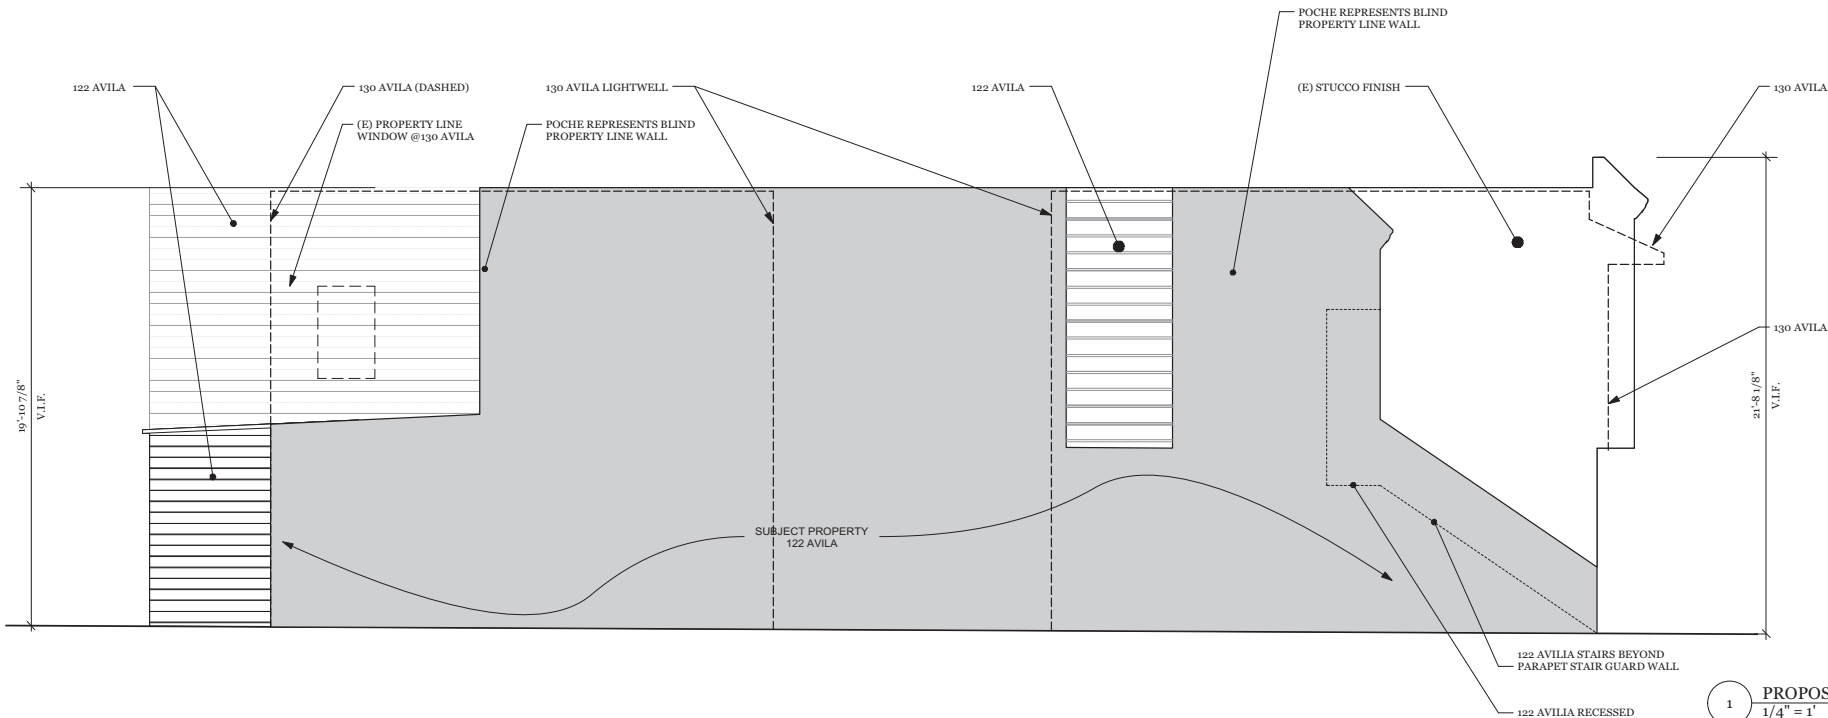 POCHE REPRESENTS BLIND
PROPERTY LINE WALL
122 AVILA
130 AVILA (DASHED)
130 AVILA LIGHTWELL
122 AVILA
(E) STUCCO FINISH
130 AVILA
(E) PROPERTY LINE
WINDOW @130 AVILA
POCHE REPRESENTS BLIND
PROPERTY LINE WALL
130 AVILA
19'-10 7/8"
V.I.F.
21'-8 1/8"
V.I.F.
SUBJECT PROPERTY
122 AVILA
122 AVILIA STAIRS BEYOND
PARAPET STAIR GUARD WALL
122 AVILIA RECESSED
1
PROPOS
1/4" = 1'